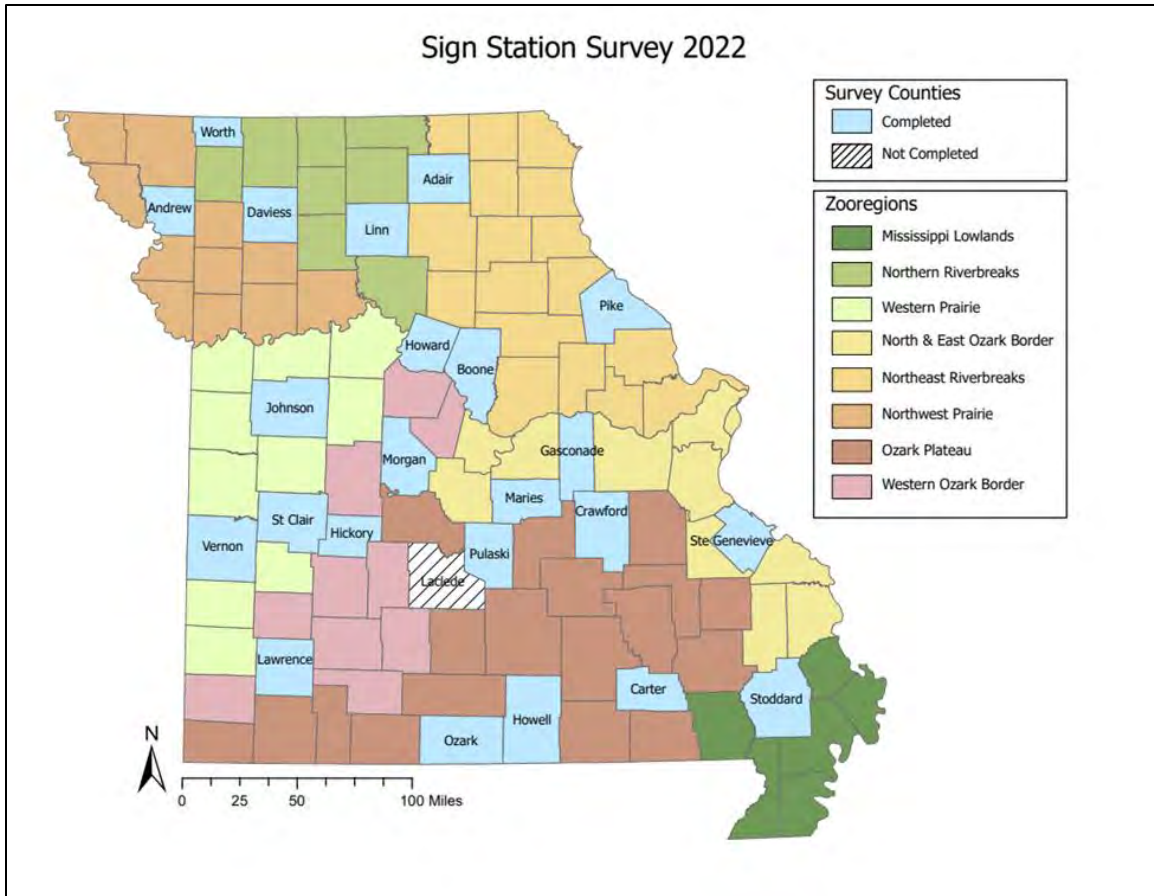 Sign Station Survey 2022
Survey Counties
Completed
Not Completed
Zooregions
Mississippi Lowlands
Northern Riverbreaks
Western Prairie
North & East Ozark Border
Northeast Riverbreaks
Northwest Prairie
Ozark Plateau
Western Ozark Border
Worth
Adair
Andrew
Daviess
Linn
Pike
Howard
Boone
Johnson
Morgan
Gasconade
Maries
Crawford
St Clair
Hickory
Vernon
Pulaski
Ste Genevieve
Laclede
Lawrence
Carter
Stoddard
Howell
Ozark
N
0 25 50 100 Miles